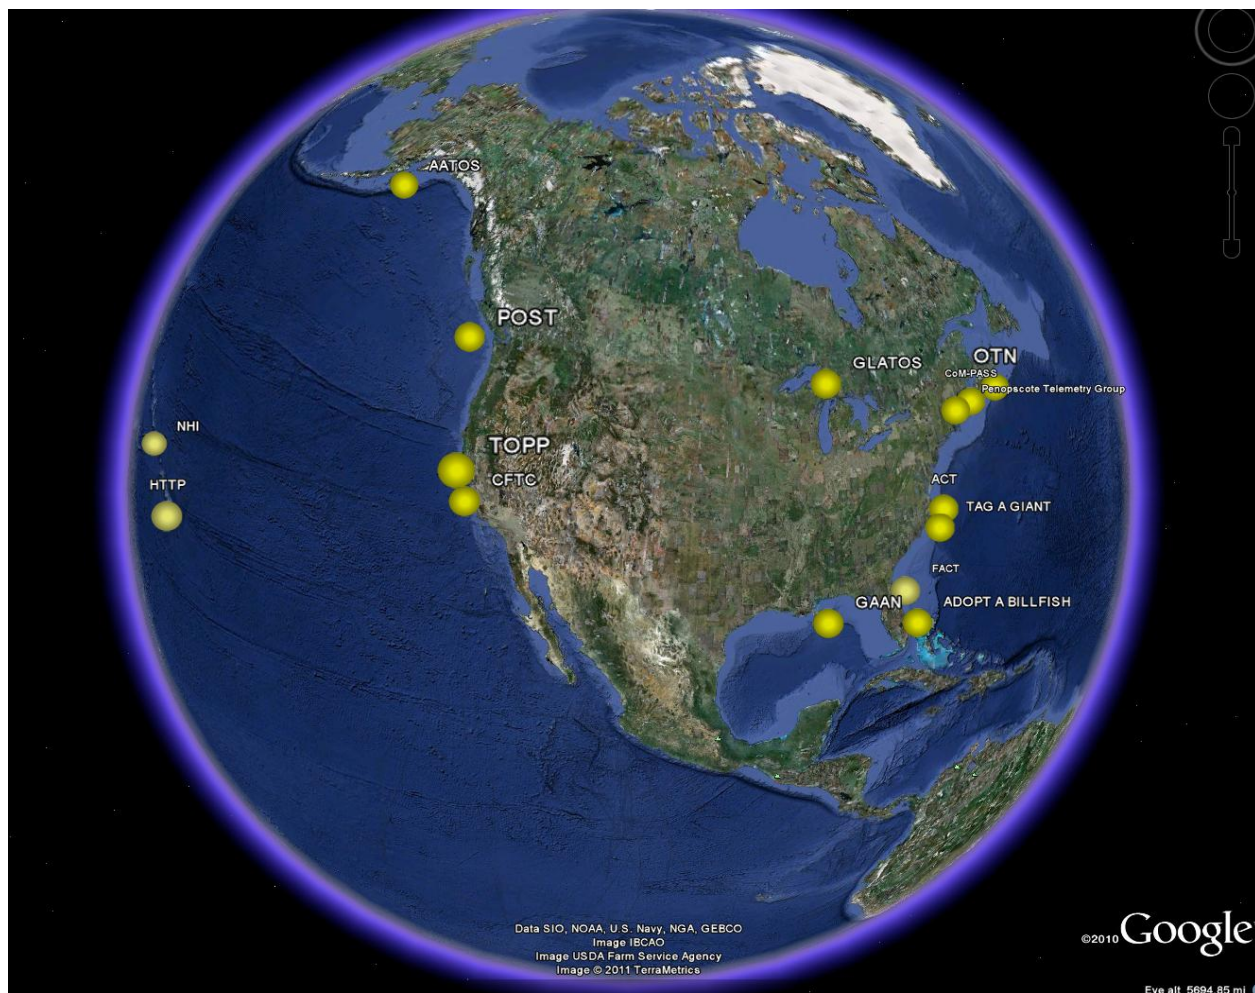 AATOS
POST
GLATOS
OTN
CoM-PASS
Penopscote Telemetry Group
NHI
TOPP
HTTP
CFTC
ACT
TAG A GIANT
FACT
GAAN
ADOPT A BILLFISH
Data SIO, NOAA, U.S. Navy, NGA, GEBCO
Image IBCAO
Image USDA Farm Service Agency
Image © 2011 TerraMetrics
©2010 Google
Eye alt 5694.85 mi